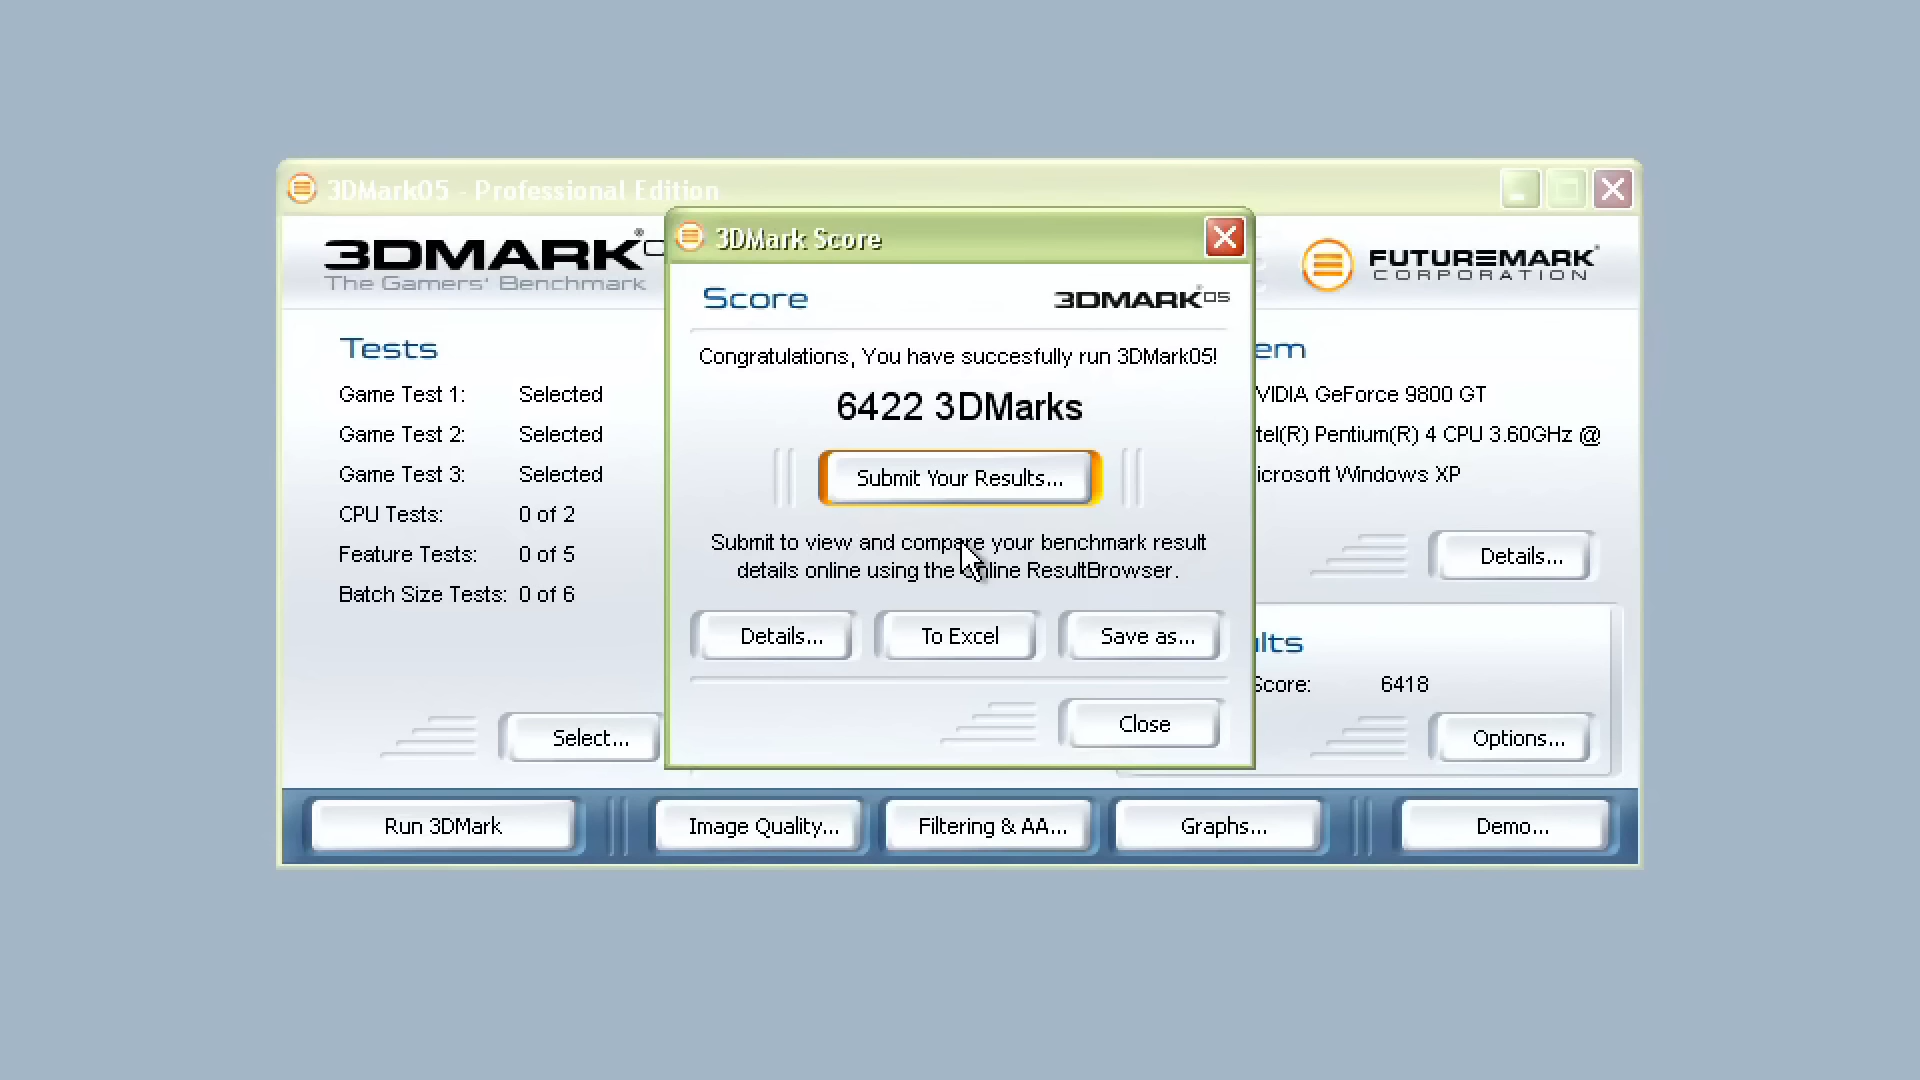 3DMark05 - Professional Edition
3DMARK®
The Gamers' Benchmark
FUTUREMARK
CORPORATION
Tests
Game Test 1: Selected
Game Test 2: Selected
Game Test 3: Selected
CPU Tests: 0 of 2
Feature Tests: 0 of 5
Batch Size Tests: 0 of 6
Select...
3DMark Score
Score
3DMARK®05
Congratulations, You have succesfully run 3DMark05!
6422 3DMarks
Submit Your Results...
Submit to view and compare your benchmark result
details online using the online ResultBrowser.
Details...
To Excel
Save as...
Close
em
VIDIA GeForce 9800 GT
tel(R) Pentium(R) 4 CPU 3.60GHz @
icrosoft Windows XP
Details...
lts
Score: 6418
Options...
Run 3DMark
Image Quality...
Filtering & AA...
Graphs...
Demo...